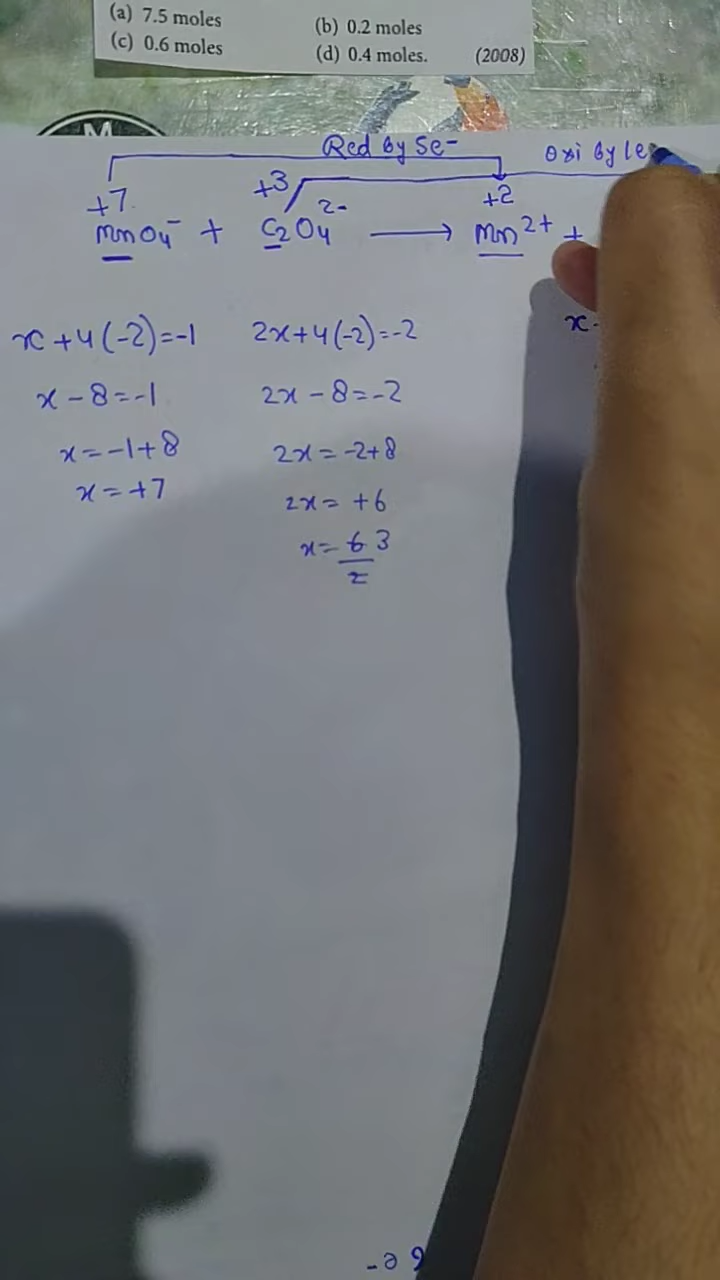 (a) 7.5 moles (b) 0.2 moles
(c) 0.6 moles (d) 0.4 moles. (2008)
M
Red by 5e⁻ Oxi by 1e
+7 +3 +2
MnO₄⁻ + C₂O₄²⁻ ⟶ Mn²⁺ +
x+4(-2)=-1 2x+4(-2)=-2 x-
x-8=-1 2x-8=-2
x=-1+8 2x=-2+8
x=+7 2x=+6
x=6/2 3
6e⁻